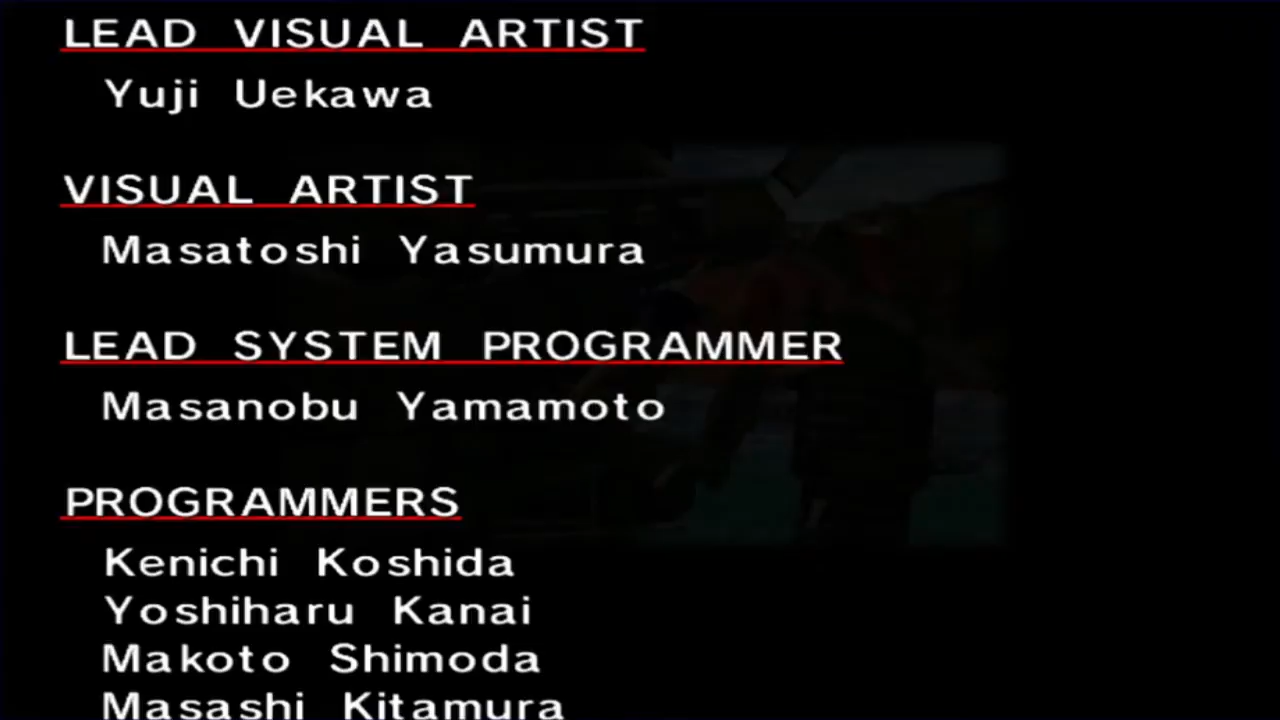 LEAD VISUAL ARTIST
Yuji Uekawa
VISUAL ARTIST
Masatoshi Yasumura
LEAD SYSTEM PROGRAMMER
Masanobu Yamamoto
PROGRAMMERS
Kenichi Koshida
Yoshiharu Kanai
Makoto Shimoda
Masashi Kitamura